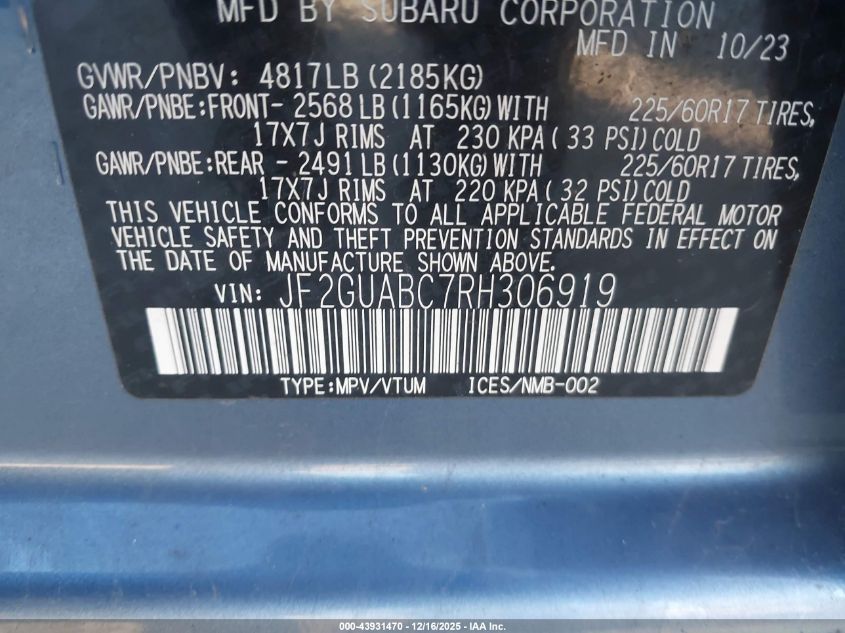 MFD BY SUBARU CORPORATION
MFD IN 10/23
GVWR/PNBV: 4817LB (2185KG)
GAWR/PNBE:FRONT- 2568 LB (1165KG) WITH 225/60R17 TIRES,
17X7J RIMS AT 230 KPA ( 33 PSI) COLD
GAWR/PNBE:REAR - 2491 LB (1130KG) WITH 225/60R17 TIRES,
17X7J RIMS AT 220 KPA ( 32 PSI) COLD
THIS VEHICLE CONFORMS TO ALL APPLICABLE FEDERAL MOTOR
VEHICLE SAFETY AND THEFT PREVENTION STANDARDS IN EFFECT ON
THE DATE OF MANUFACTURE SHOWN ABOVE.
VIN: JF2GUABC7RH306919
TYPE:MPV/VTUM ICES/NMB-002
000-43931470 - 12/16/2025 - IAA Inc.